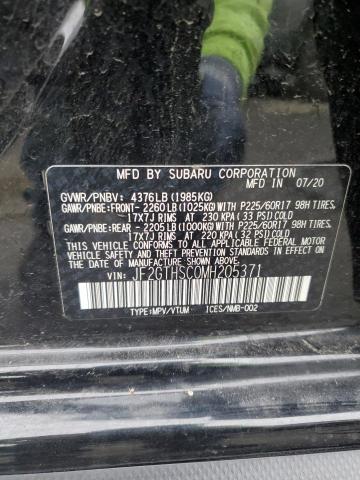 MFD BY SUBARU CORPORATION
MFD IN 07/20
GVWR/PNBV: 4376LB (1985KG)
GAWR/PNBE:FRONT- 2260LB (1025KG)WITH P225/60R17 98H TIRES,
17X7J RIMS AT 230 KPA ( 33 PSI) COLD
GAWR/PNBE:REAR - 2205LB (1000KG)WITH P225/60R17 98H TIRES,
17X7J RIMS AT 220 KPA ( 32 PSI) COLD
THIS VEHICLE CONFORMS TO ALL APPLICABLE FEDERAL MOTOR
VEHICLE SAFETY, BUMPER, AND THEFT PREVENTION STANDARDS
IN EFFECT ON THE DATE OF MANUFACTURE SHOWN ABOVE.
VIN: JF2GTHSC0MH205371
TYPE:MPV/VTUM ICES/NMB-002